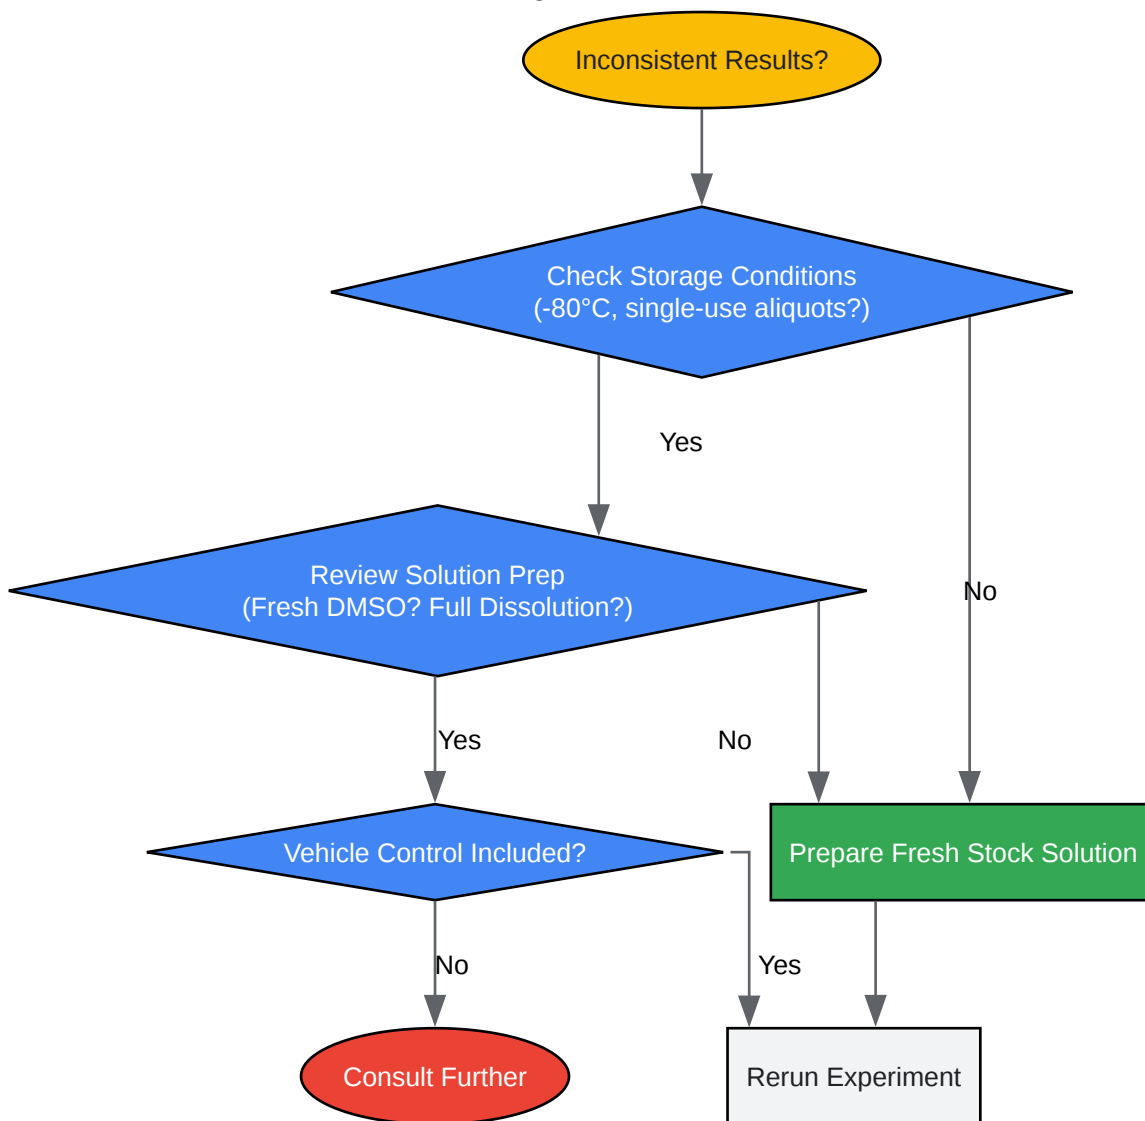 Inconsistent Results?
Check Storage Conditions
(-80°C, single-use aliquots?)
Yes
No
Review Solution Prep
(Fresh DMSO? Full Dissolution?)
Yes
No
Vehicle Control Included?
Prepare Fresh Stock Solution
No
Yes
Consult Further
Rerun Experiment